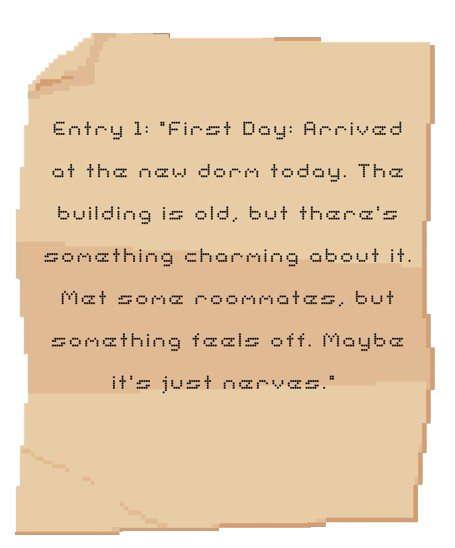 Entry 1: "First Day: Arrived
at the new dorm today. The
building is old, but there's
something charming about it.
Met some roommates, but
something feels off. Maybe
it's just nerves."